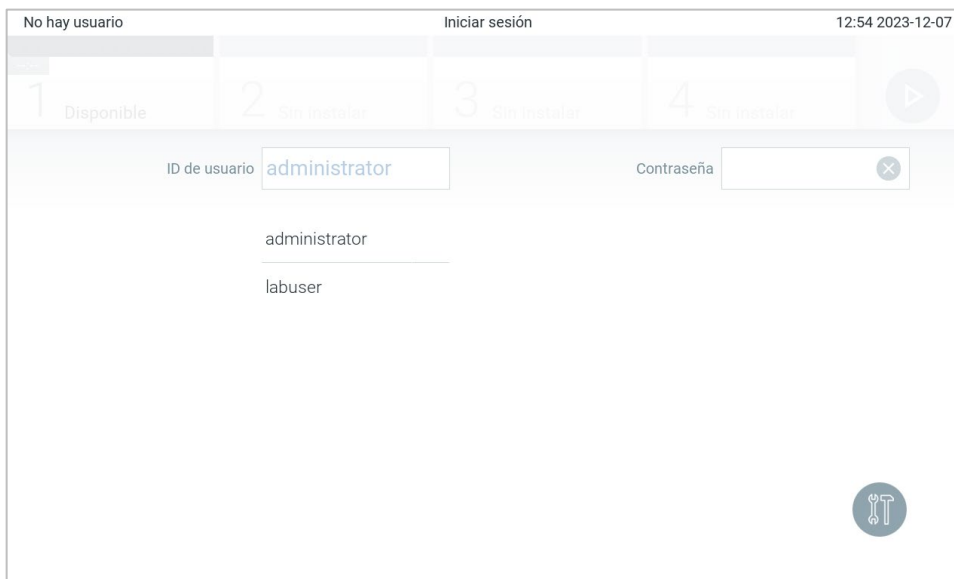 No hay usuario Iniciar sesión 12:54 2023-12-07
1 Disponible 2 Sin instalar 3 Sin instalar 4 Sin instalar
ID de usuario administrator Contraseña
administrator
labuser